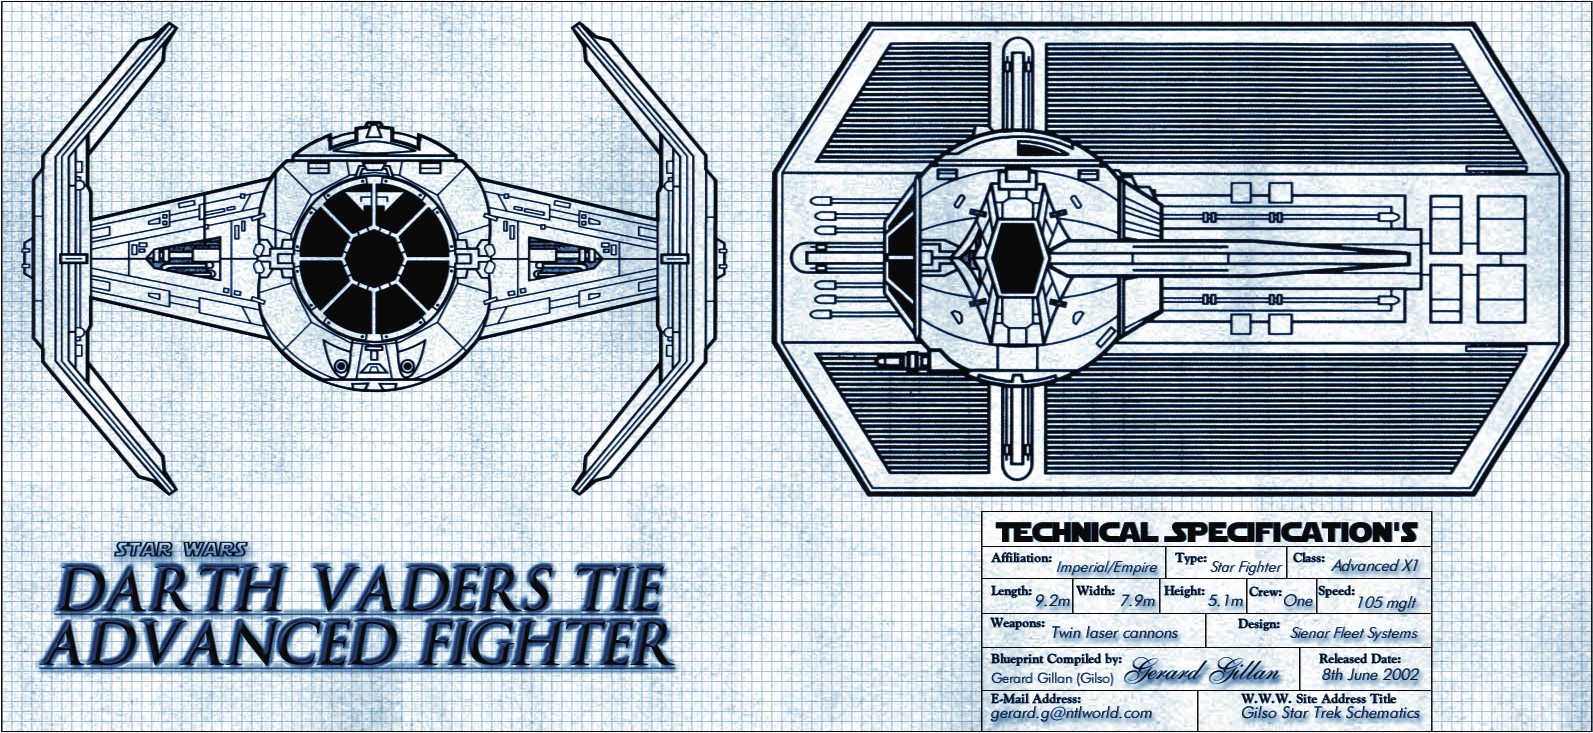 STAR WARS
DARTH VADERS TIE
ADVANCED FIGHTER
TECHNICAL SPECIFICATION'S
Affiliation: Imperial/Empire Type: Star Fighter Class: Advanced X1
Length: 9.2m Width: 7.9m Height: 5.1m Crew: One Speed: 105 mglt
Weapons: Twin laser cannons Design: Sienar Fleet Systems
Blueprint Compiled by: Released Date:
Gerard Gillan (Gilso) Gerard Gillan 8th June 2002
E-Mail Address: W.W.W. Site Address Title
gerard.g@ntlworld.com Gilso Star Trek Schematics